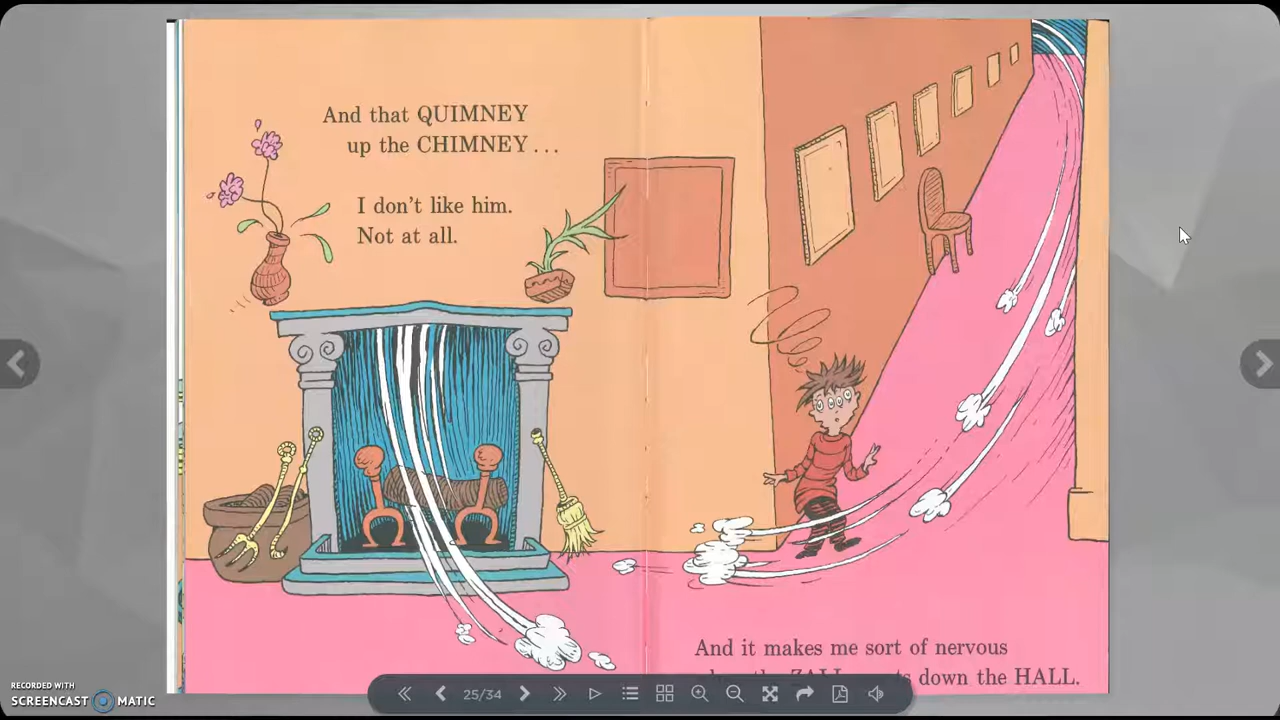 And that QUIMNEY
up the CHIMNEY...
I don't like him.
Not at all.
And it makes me sort of nervous
down the HALL.
25/34
RECORDED WITH
SCREENCAST MATIC